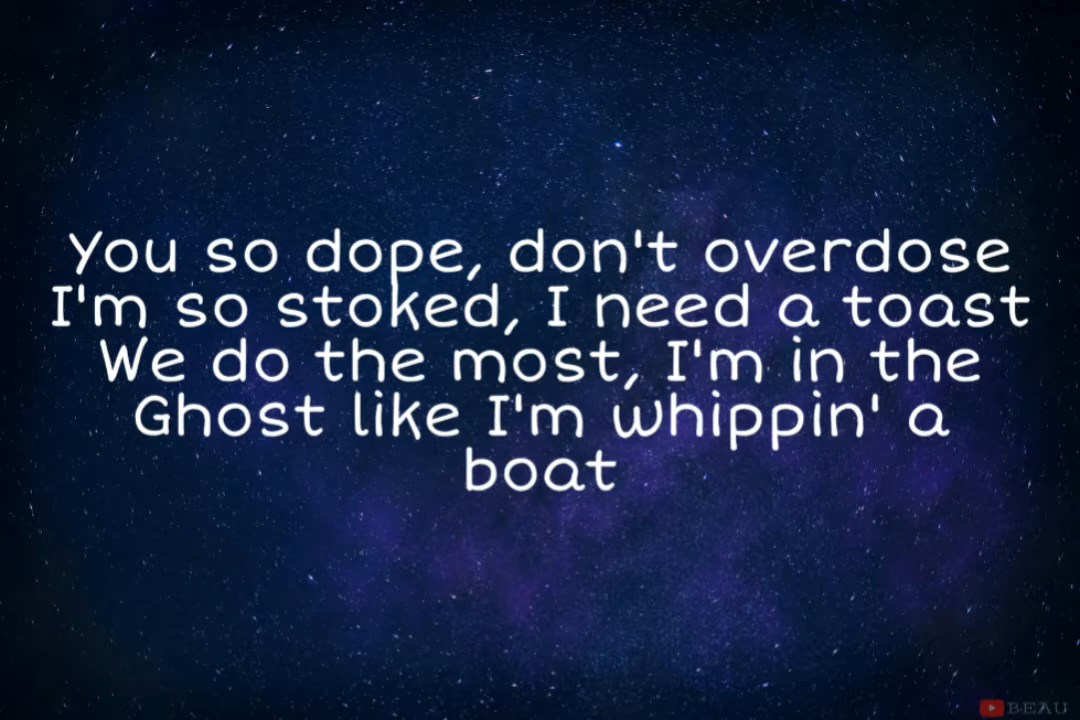 You so dope, don't overdose
I'm so stoked, I need a toast
We do the most, I'm in the
Ghost like I'm whippin' a
boat
BEAU